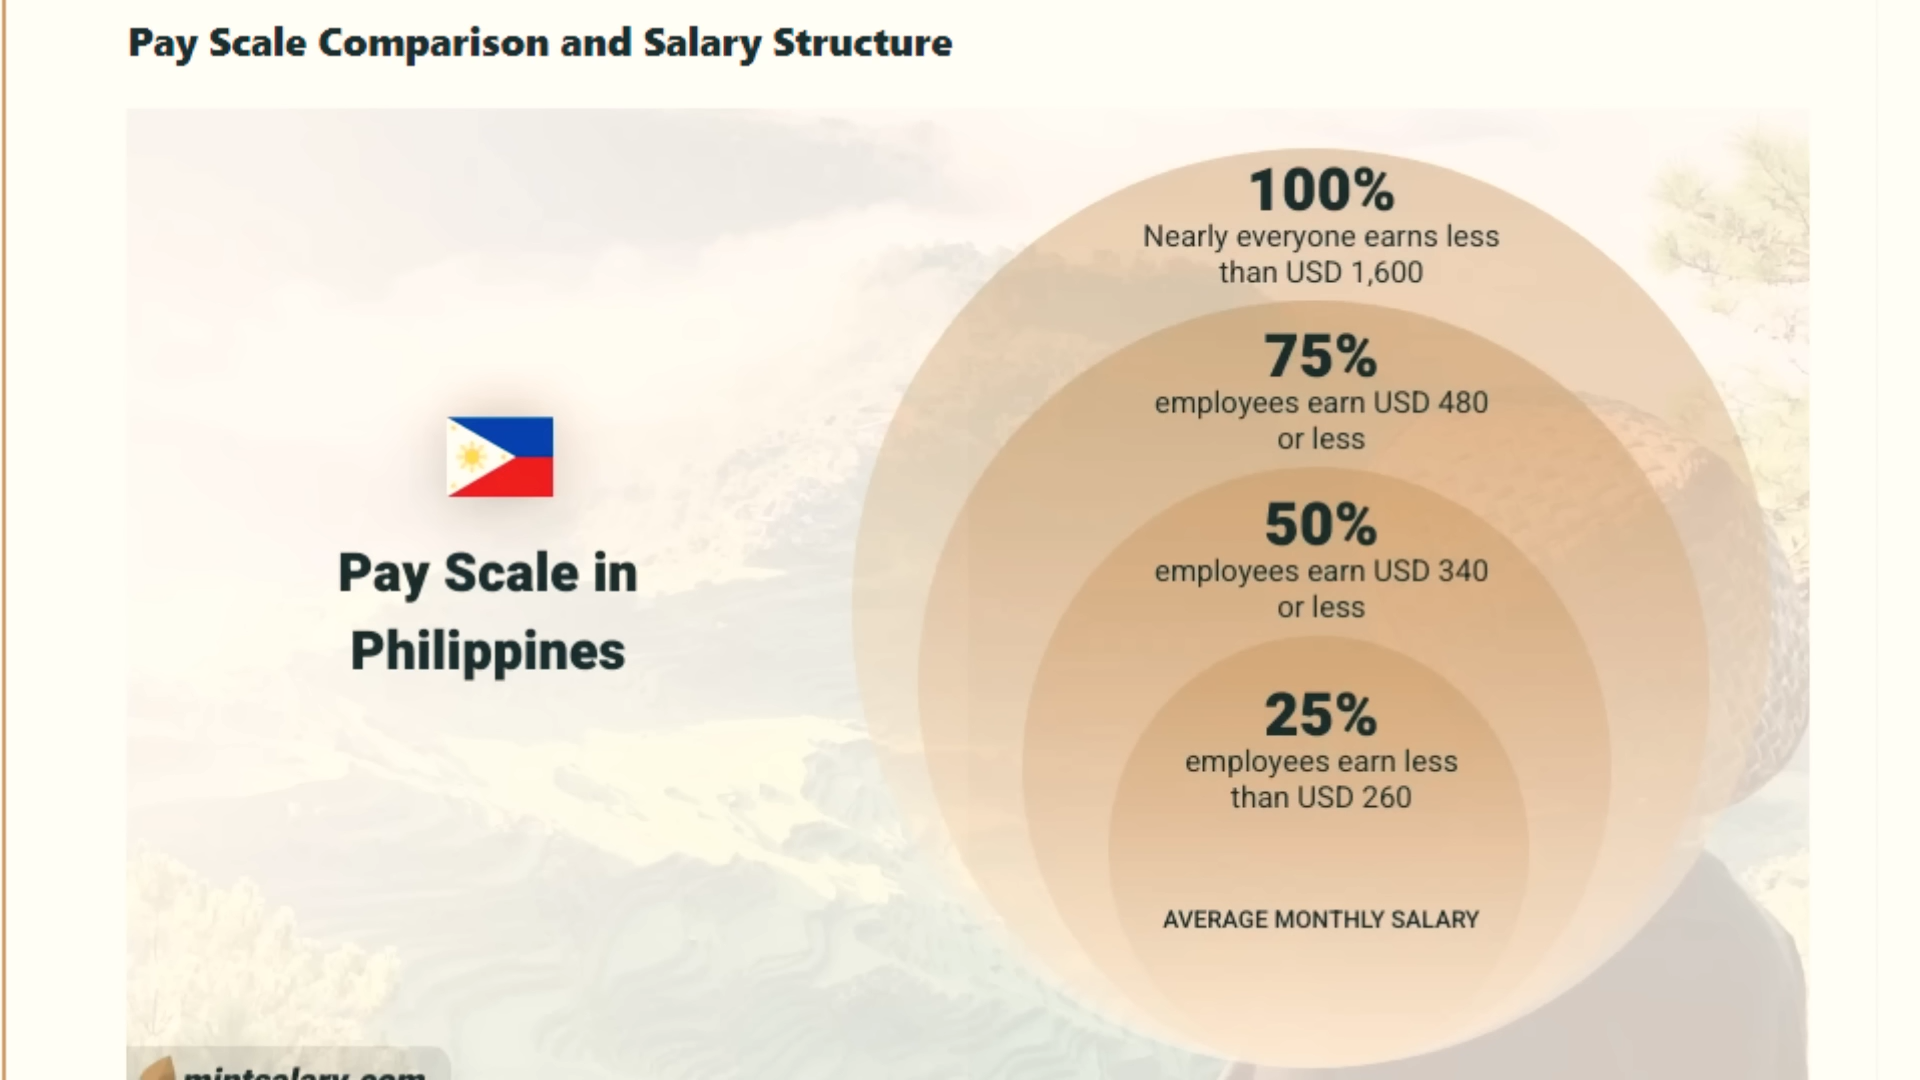 Pay Scale Comparison and Salary Structure
100%
Nearly everyone earns less
than USD 1,600
75%
employees earn USD 480
or less
50%
employees earn USD 340
or less
25%
employees earn less
than USD 260
AVERAGE MONTHLY SALARY
Pay Scale in
Philippines
mintsalary.com